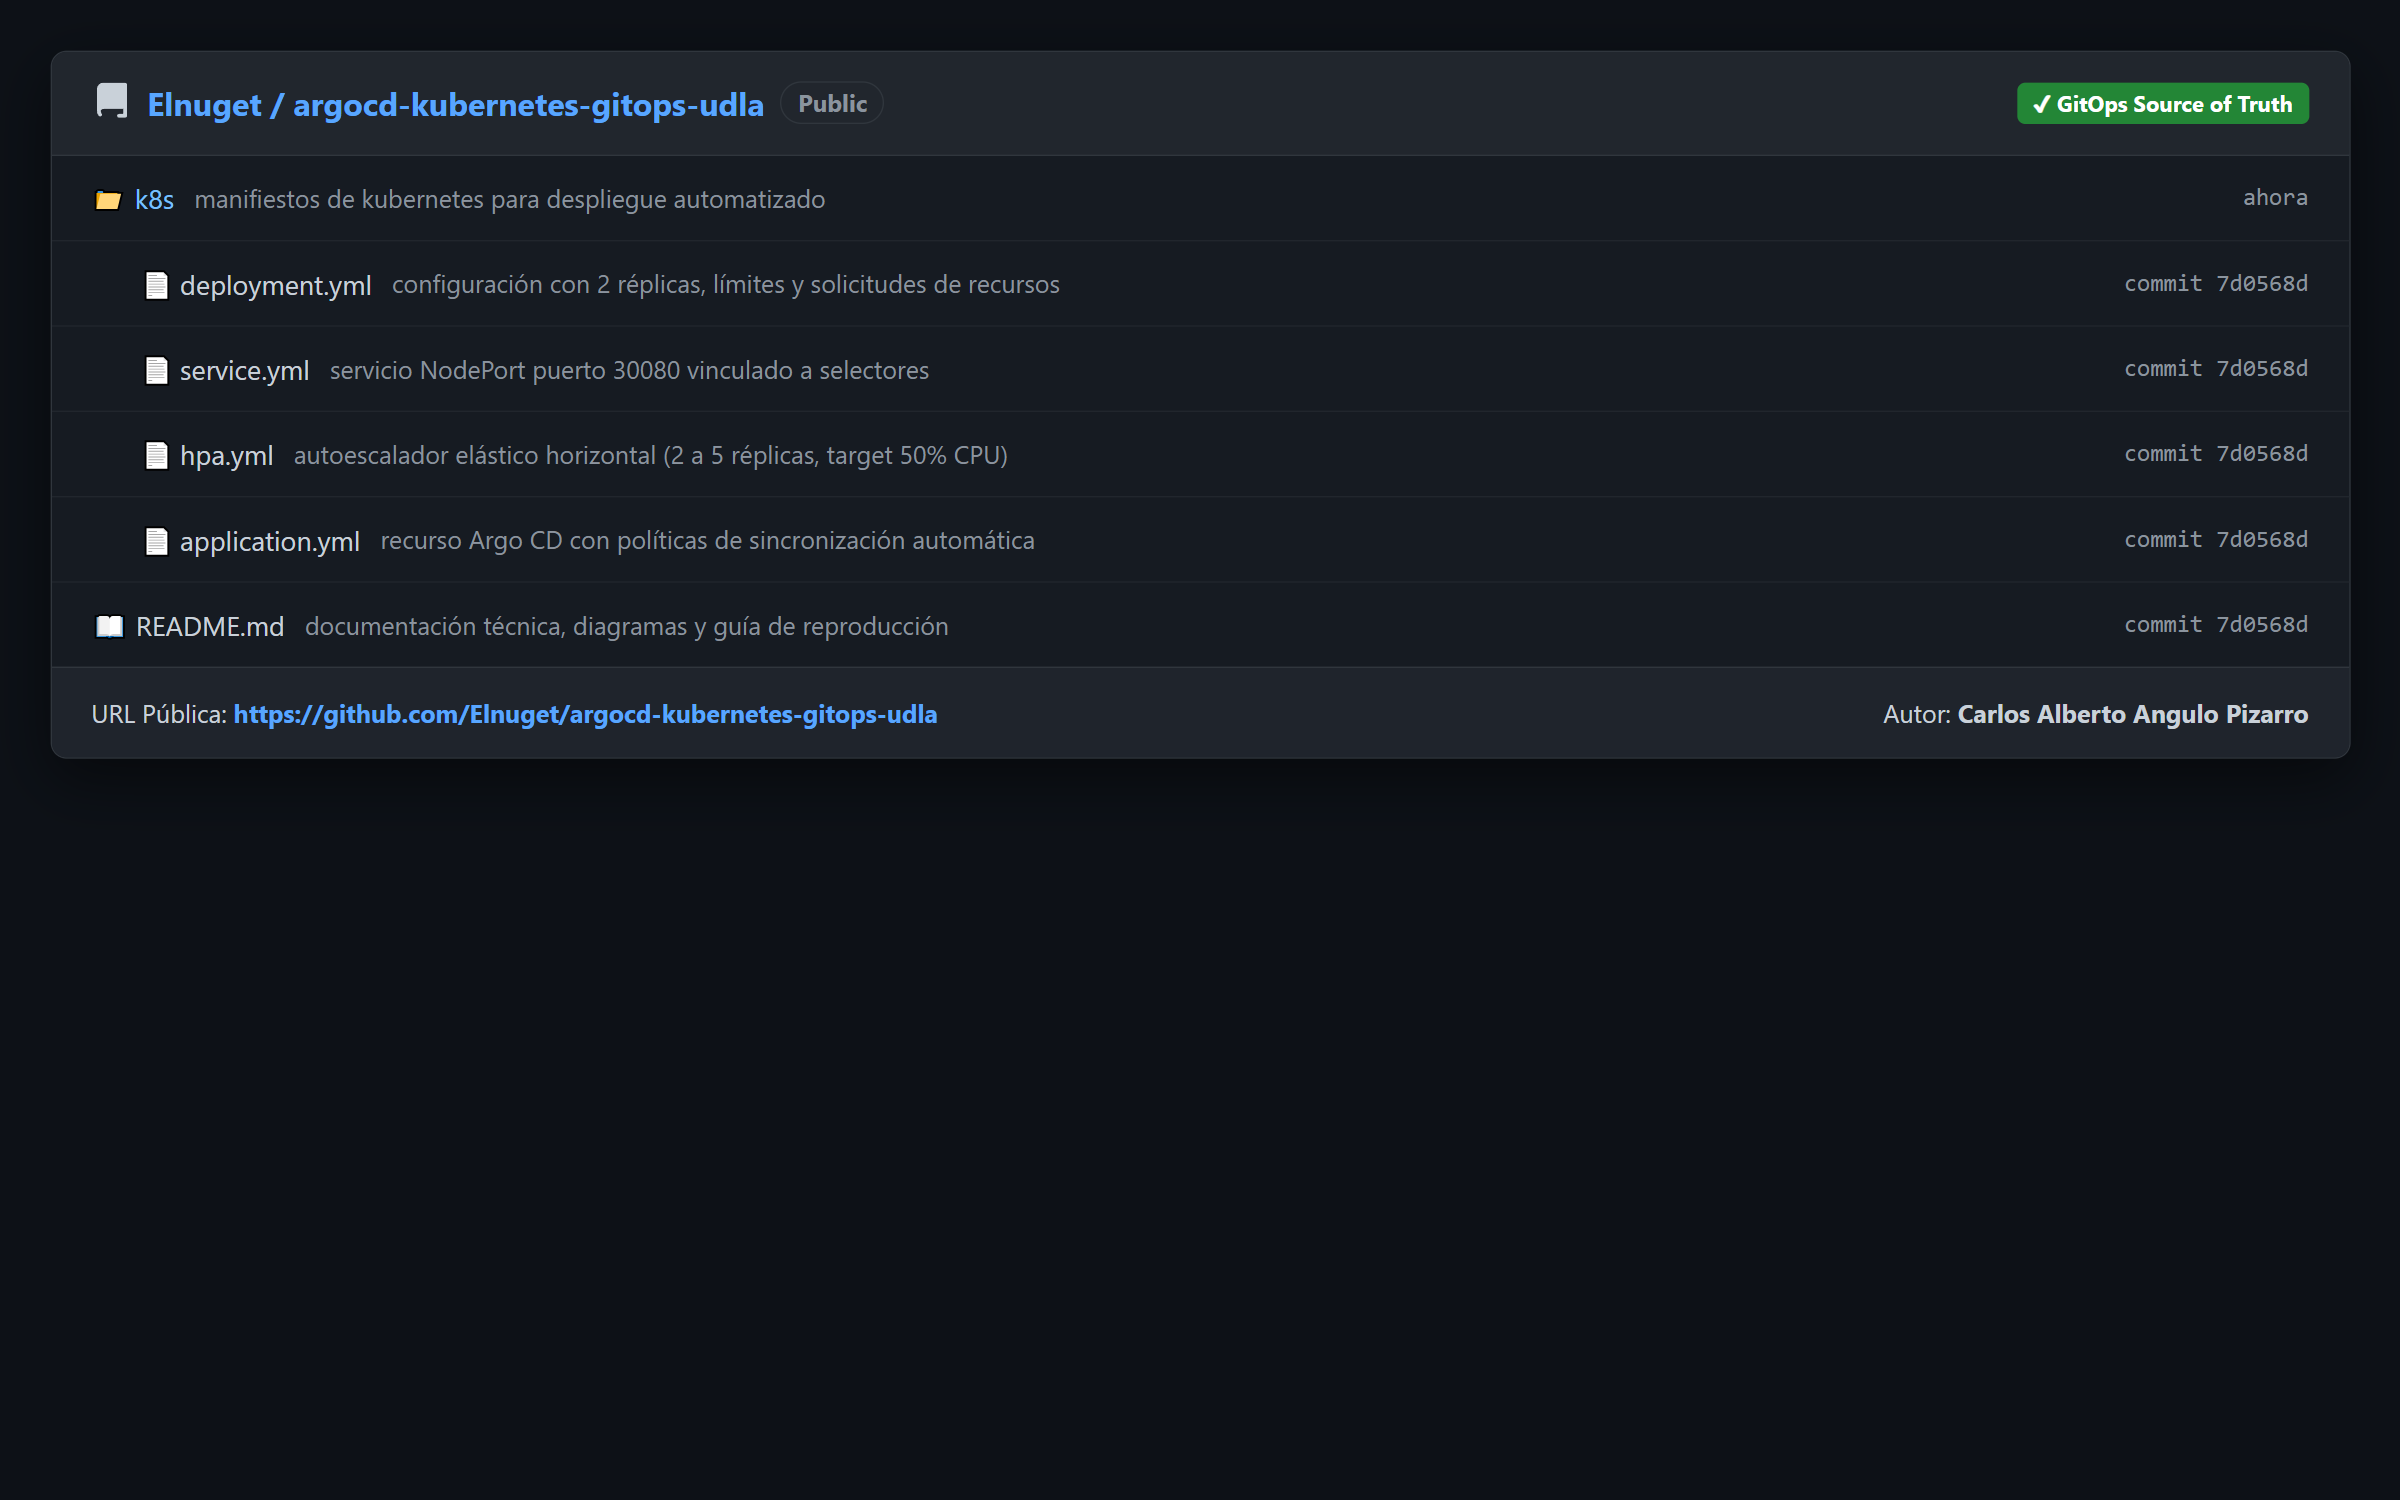 Elnuget / argocd-kubernetes-gitops-udla Public ✓ GitOps Source of Truth
k8s manifiestos de kubernetes para despliegue automatizado ahora
deployment.yml configuración con 2 réplicas, límites y solicitudes de recursos commit 7d0568d
service.yml servicio NodePort puerto 30080 vinculado a selectores commit 7d0568d
hpa.yml autoescalador elástico horizontal (2 a 5 réplicas, target 50% CPU) commit 7d0568d
application.yml recurso Argo CD con políticas de sincronización automática commit 7d0568d
README.md documentación técnica, diagramas y guía de reproducción commit 7d0568d
URL Pública: https://github.com/Elnuget/argocd-kubernetes-gitops-udla Autor: Carlos Alberto Angulo Pizarro